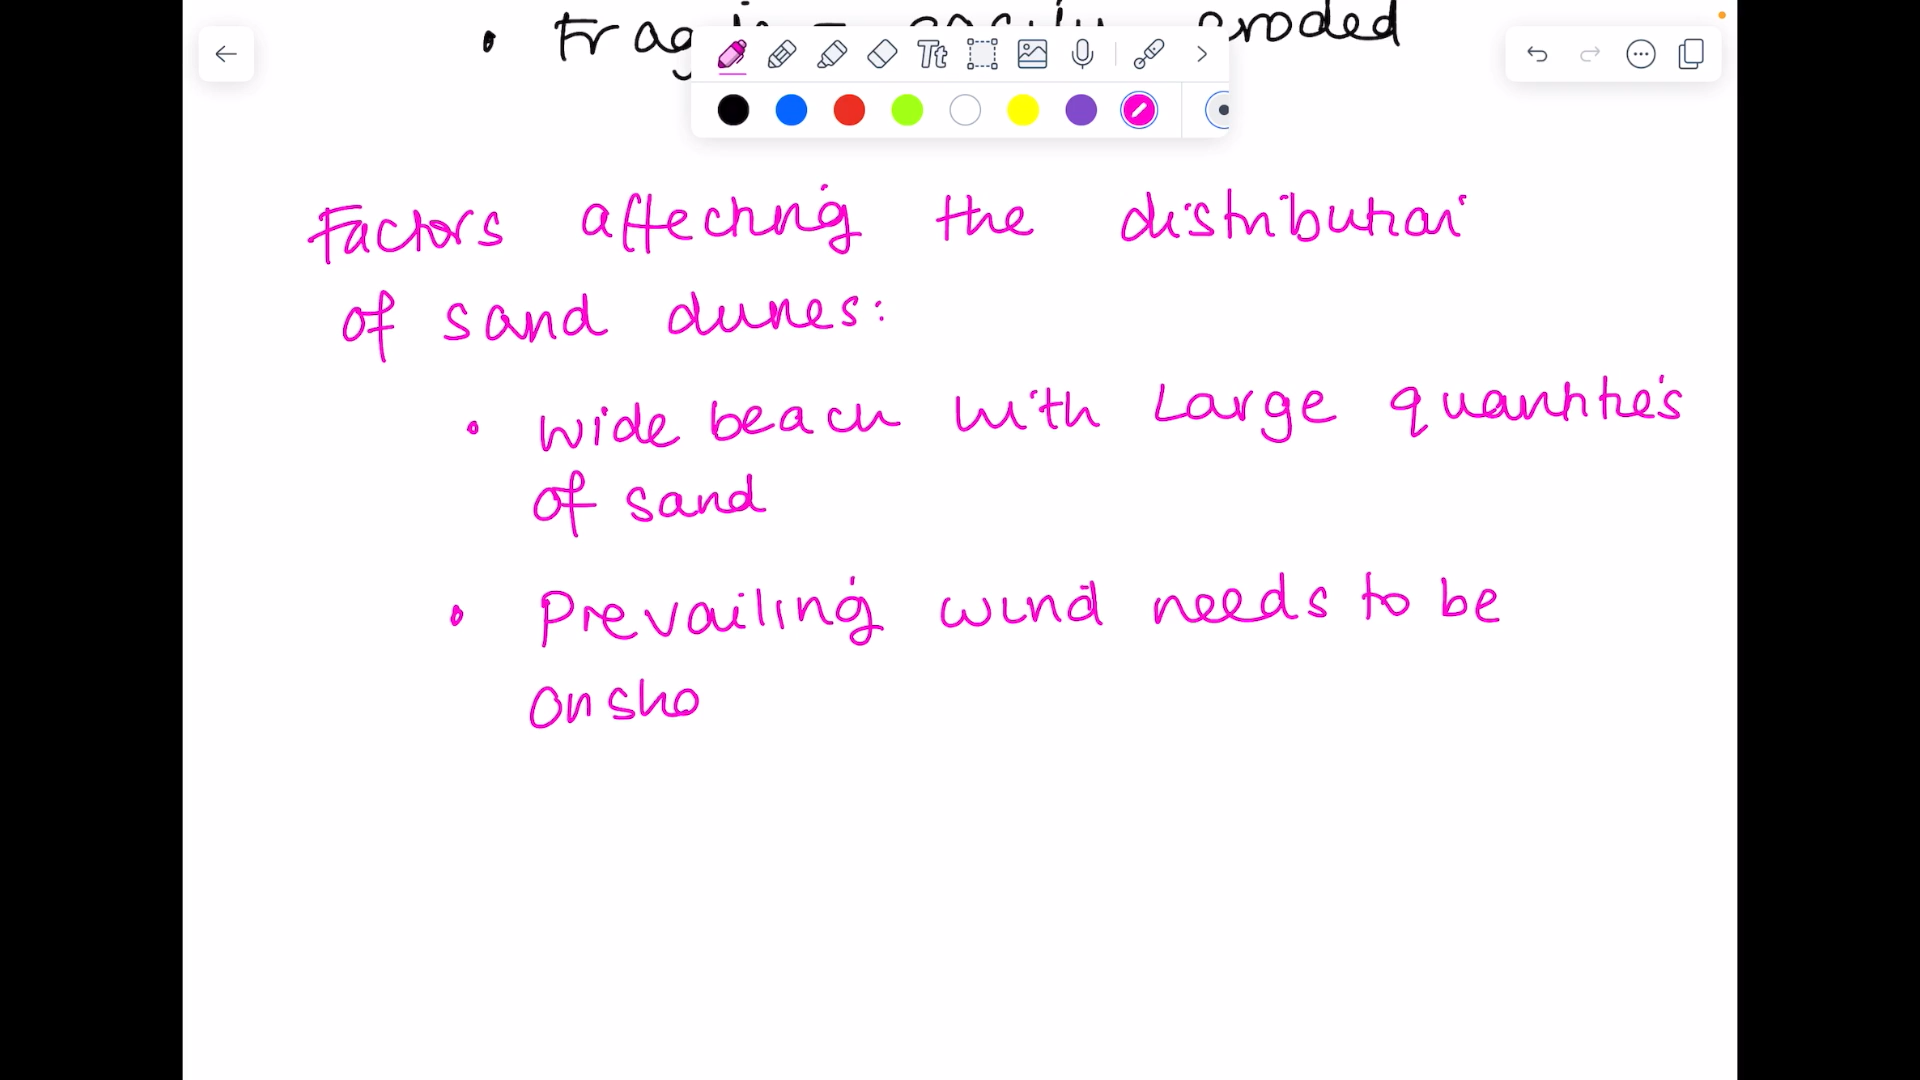 • eroded
Tt
Factors affecting the distribution
of sand dunes:
• wide beach with Large quantities
of sand
• Prevailing wind needs to be
onsho